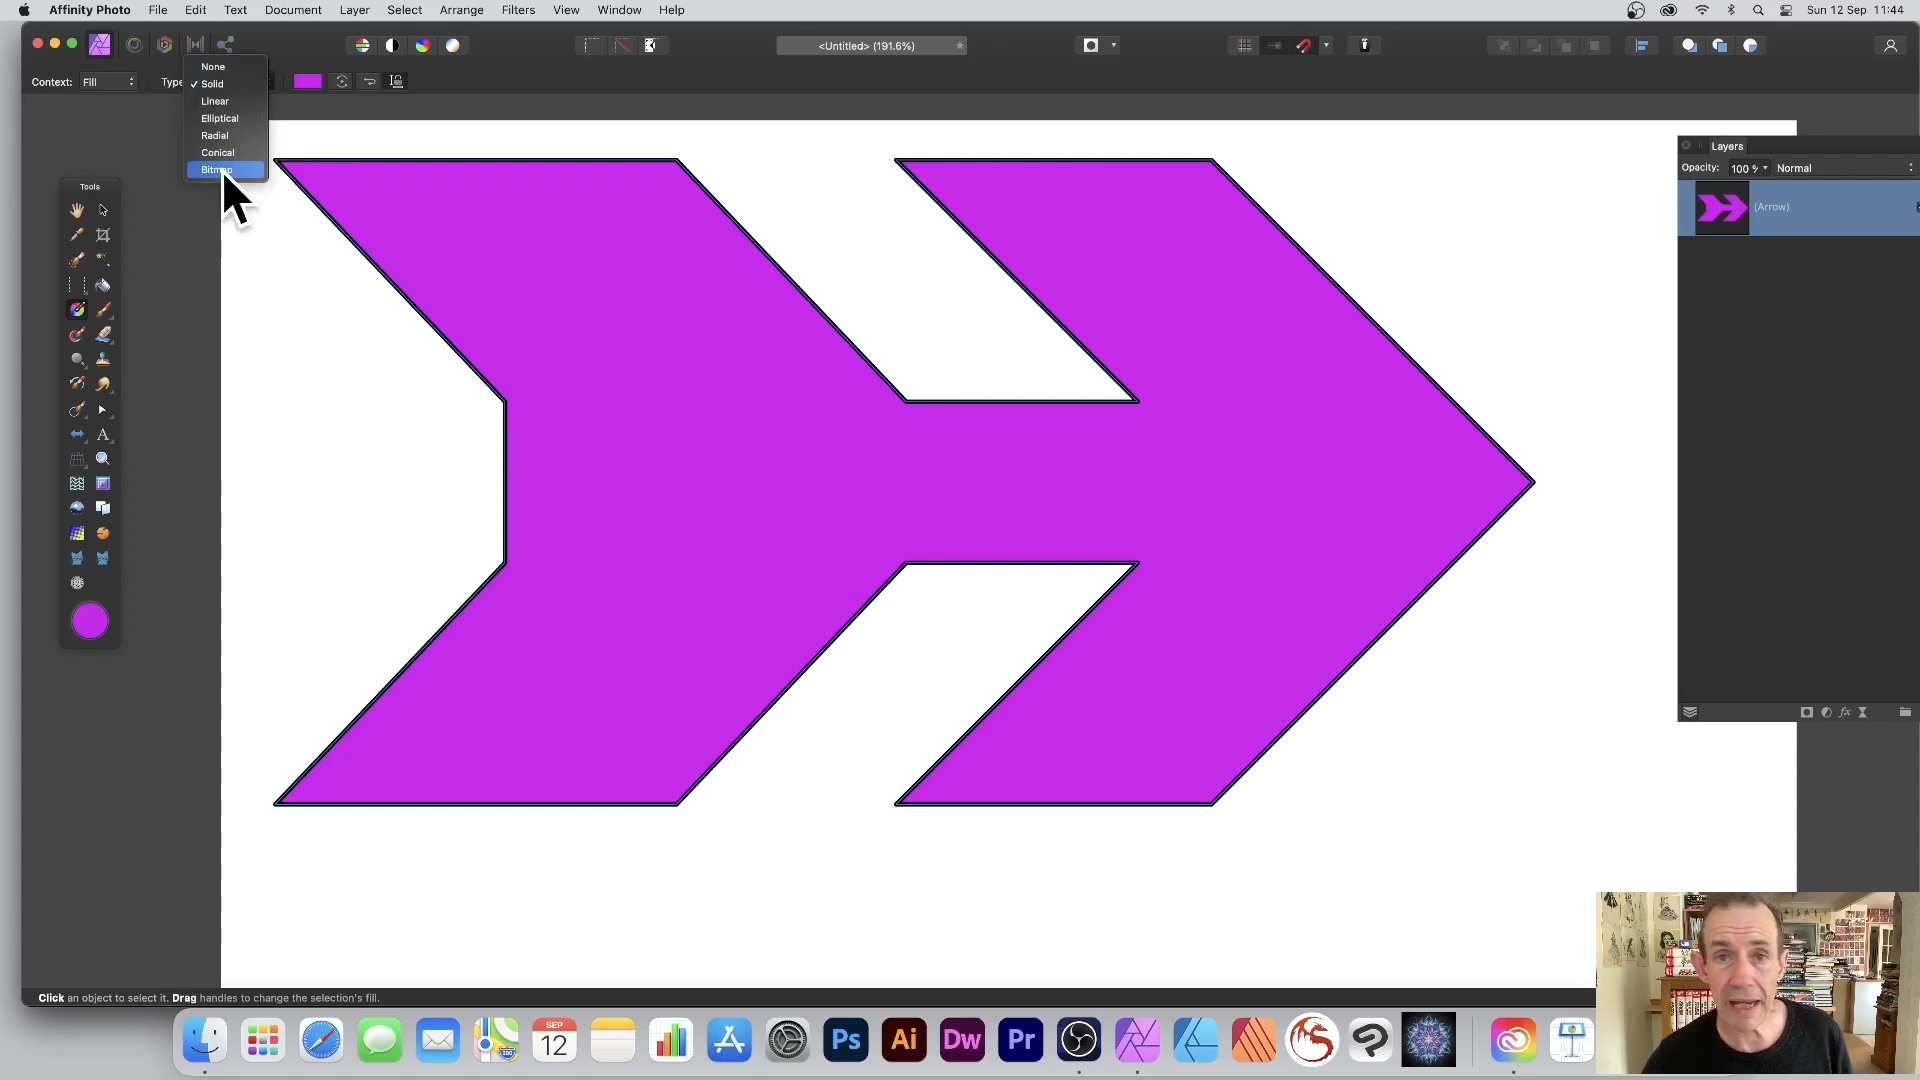 Affinity Photo File Edit Text Document Layer Select Arrange Filters View Window Help Sun 12 Sep 11:44
<Untitled> (191.6%) *
Context: Fill Type
None
✓ Solid
Linear
Elliptical
Radial
Conical
Bitmap
Tools
Layers
Opacity: 100 % Normal
(Arrow)
fx
Click an object to select it. Drag handles to change the selection's fill.
SEP
12
Ps Ai Dw Pr